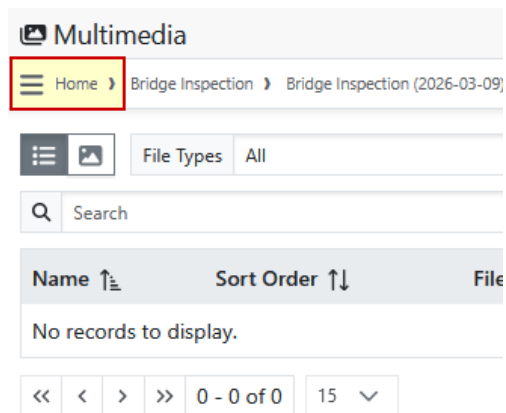 Multimedia
Home ❯ Bridge Inspection ❯ Bridge Inspection (2026-03-09)
File Types All
Search
Name Sort Order File
No records to display.
0 - 0 of 0 15